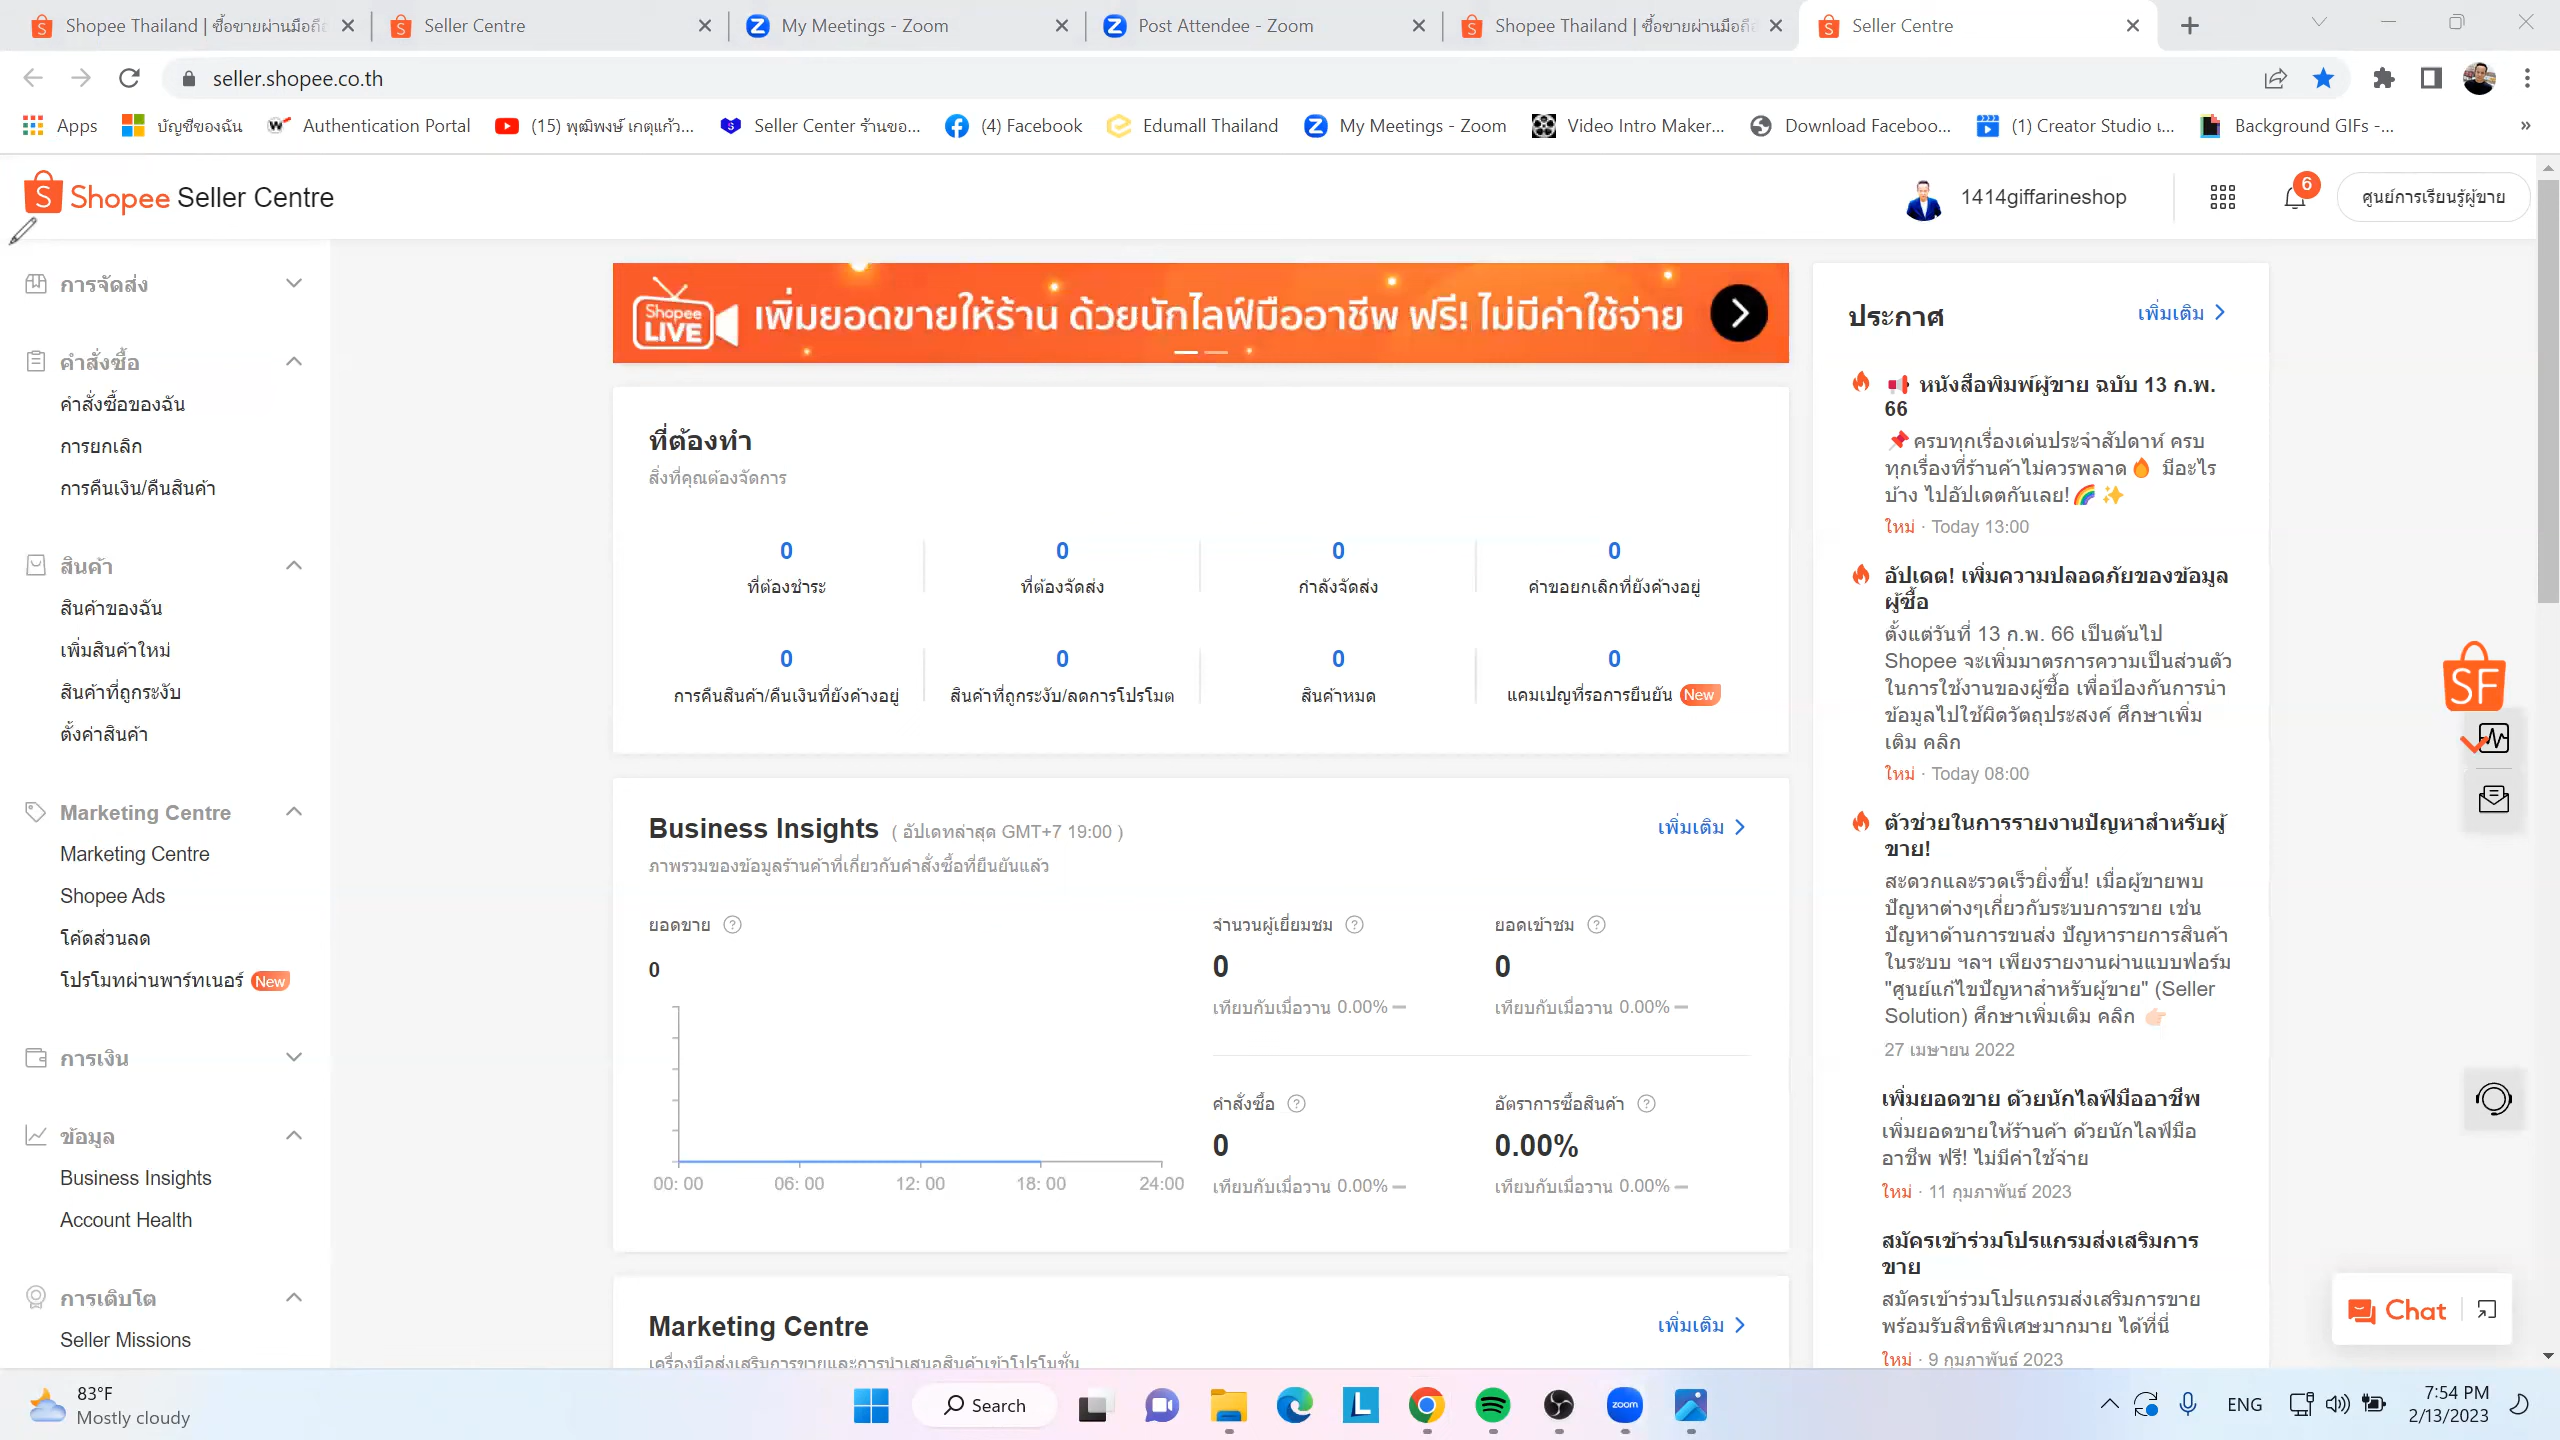 Shopee Thailand | ซื้อขายผ่านมือถือ
Seller Centre
My Meetings - Zoom
Post Attendee - Zoom
Shopee Thailand | ซื้อขายผ่านมือถือ
Seller Centre
seller.shopee.co.th
Apps
บัญชีของฉัน
Authentication Portal
(15) พุฒิพงษ์ เกตุแก้ว...
Seller Center ร้านขอ...
(4) Facebook
Edumall Thailand
My Meetings - Zoom
Video Intro Maker...
Download Faceboo...
(1) Creator Studio เ...
Background GIFs -...
»
Shopee Seller Centre
1414giffarineshop
6
ศูนย์การเรียนรู้ผู้ขาย
การจัดส่ง
คำสั่งซื้อ
คำสั่งซื้อของฉัน
การยกเลิก
การคืนเงิน/คืนสินค้า
สินค้า
สินค้าของฉัน
เพิ่มสินค้าใหม่
สินค้าที่ถูกระงับ
ตั้งค่าสินค้า
Marketing Centre
Marketing Centre
Shopee Ads
โค้ดส่วนลด
โปรโมทผ่านพาร์ทเนอร์ New
การเงิน
ข้อมูล
Business Insights
Account Health
การเติบโต
Seller Missions
Shopee LIVE
เพิ่มยอดขายให้ร้าน ด้วยนักไลฟ์มืออาชีพ ฟรี! ไม่มีค่าใช้จ่าย
ที่ต้องทำ
สิ่งที่คุณต้องจัดการ
0
ที่ต้องชำระ
0
ที่ต้องจัดส่ง
0
กำลังจัดส่ง
0
คำขอยกเลิกที่ยังค้างอยู่
0
การคืนสินค้า/คืนเงินที่ยังค้างอยู่
0
สินค้าที่ถูกระงับ/ลดการโปรโมต
0
สินค้าหมด
0
แคมเปญที่รอการยืนยัน New
Business Insights ( อัปเดทล่าสุด GMT+7 19:00 )
เพิ่มเติม
ภาพรวมของข้อมูลร้านค้าที่เกี่ยวกับคำสั่งซื้อที่ยืนยันแล้ว
ยอดขาย
0
00: 00
06: 00
12: 00
18: 00
24:00
จำนวนผู้เยี่ยมชม
0
เทียบกับเมื่อวาน 0.00%
ยอดเข้าชม
0
เทียบกับเมื่อวาน 0.00%
คำสั่งซื้อ
0
เทียบกับเมื่อวาน 0.00%
อัตราการซื้อสินค้า
0.00%
เทียบกับเมื่อวาน 0.00%
Marketing Centre
เพิ่มเติม
เครื่องมือส่งเสริมการขายและการนำเสนอสินค้าเข้าโปรโมชั่น
ประกาศ
เพิ่มเติม
📢 หนังสือพิมพ์ผู้ขาย ฉบับ 13 ก.พ.
66
📌ครบทุกเรื่องเด่นประจำสัปดาห์ ครบ
ทุกเรื่องที่ร้านค้าไม่ควรพลาด🔥 มีอะไร
บ้าง ไปอัปเดตกันเลย!🌈✨
ใหม่ · Today 13:00
อัปเดต! เพิ่มความปลอดภัยของข้อมูล
ผู้ซื้อ
ตั้งแต่วันที่ 13 ก.พ. 66 เป็นต้นไป
Shopee จะเพิ่มมาตรการความเป็นส่วนตัว
ในการใช้งานของผู้ซื้อ เพื่อป้องกันการนำ
ข้อมูลไปใช้ผิดวัตถุประสงค์ ศึกษาเพิ่ม
เติม คลิก
ใหม่ · Today 08:00
ตัวช่วยในการรายงานปัญหาสำหรับผู้
ขาย!
สะดวกและรวดเร็วยิ่งขึ้น! เมื่อผู้ขายพบ
ปัญหาต่างๆเกี่ยวกับระบบการขาย เช่น
ปัญหาด้านการขนส่ง ปัญหารายการสินค้า
ในระบบ ฯลฯ เพียงรายงานผ่านแบบฟอร์ม
"ศูนย์แก้ไขปัญหาสำหรับผู้ขาย" (Seller
Solution) ศึกษาเพิ่มเติม คลิก 👉🏻
27 เมษายน 2022
เพิ่มยอดขาย ด้วยนักไลฟ์มืออาชีพ
เพิ่มยอดขายให้ร้านค้า ด้วยนักไลฟ์มือ
อาชีพ ฟรี! ไม่มีค่าใช้จ่าย
ใหม่ · 11 กุมภาพันธ์ 2023
สมัครเข้าร่วมโปรแกรมส่งเสริมการ
ขาย
สมัครเข้าร่วมโปรแกรมส่งเสริมการขาย
พร้อมรับสิทธิพิเศษมากมาย ได้ที่นี่
ใหม่ · 9 กุมภาพันธ์ 2023
SF
Chat
83°F
Mostly cloudy
Search
L
zoom
ENG
7:54 PM
2/13/2023